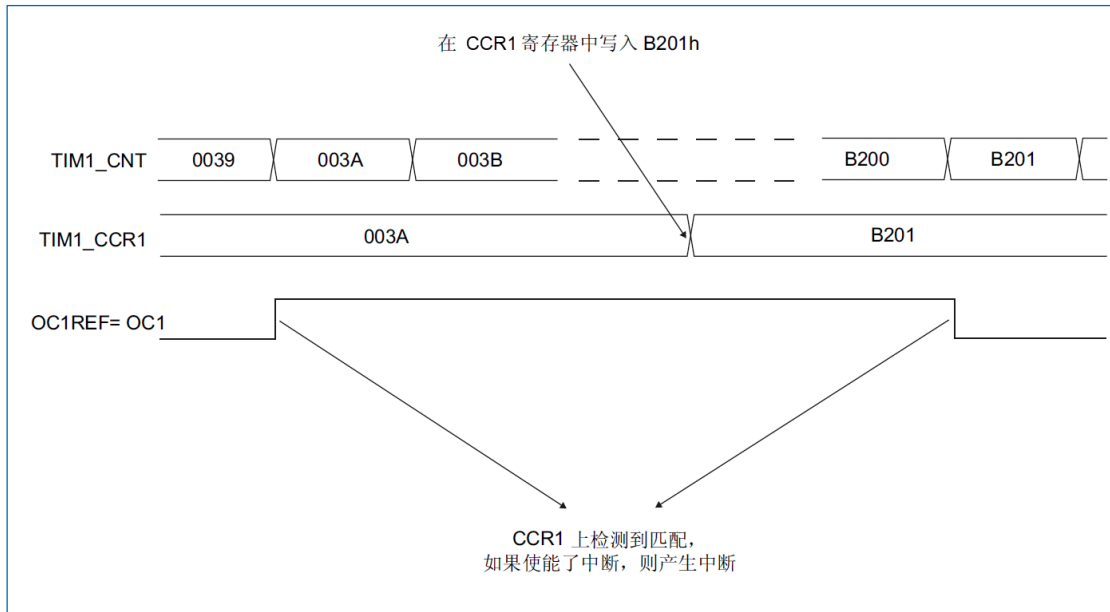 在 CCR1 寄存器中写入 B201h
TIM1_CNT 0039 003A 003B B200 B201
TIM1_CCR1 003A B201
OC1REF= OC1
CCR1 上检测到匹配，
如果使能了中断，则产生中断